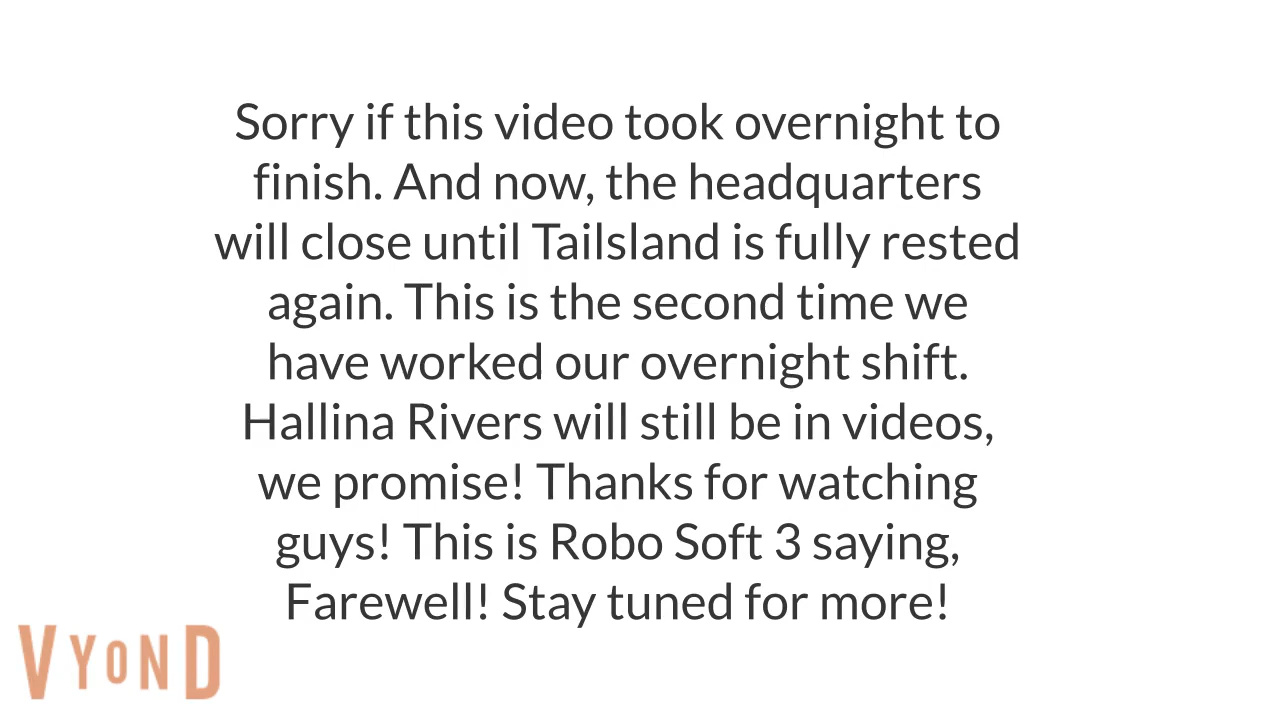 Sorry if this video took overnight to
finish. And now, the headquarters
will close until Tailsland is fully rested
again. This is the second time we
have worked our overnight shift.
Hallina Rivers will still be in videos,
we promise! Thanks for watching
guys! This is Robo Soft 3 saying,
Farewell! Stay tuned for more!
VYOND